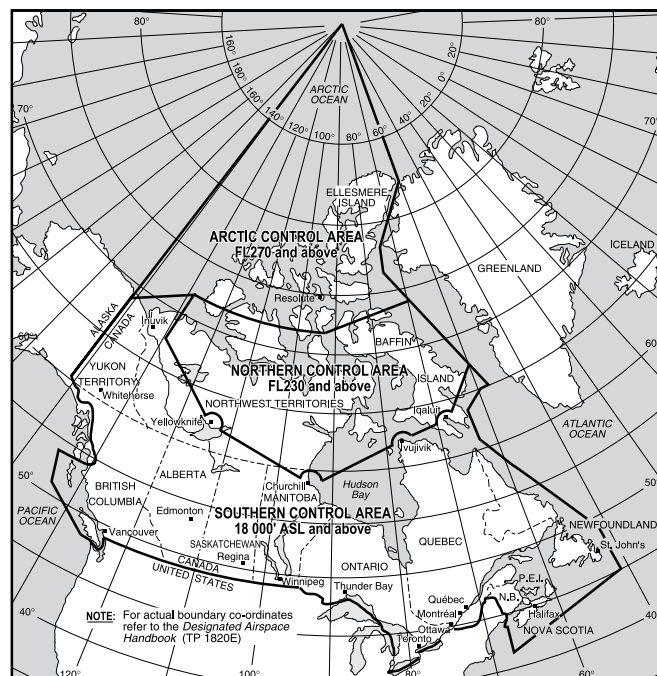 80°
80°
70°
70°
160°
180°
160°
140°
120°
100°
80°
60°
40°
20°
0°
20°
ARCTIC
OCEAN
ELLESMERE
ISLAND
ICELAND
GREENLAND
ARCTIC CONTROL AREA
FL270 and above
Resolute
ALASKA
CANADA
Inuvik
60°
60°
BAFFIN
ISLAND
YUKON
TERRITORY
Whitehorse
NORTHERN CONTROL AREA
FL230 and above
NORTHWEST TERRITORIES
Yellowknife
Iqaluit
Ivujivik
ATLANTIC
OCEAN
50°
50°
ALBERTA
BRITISH
COLUMBIA
Churchill
MANITOBA
Hudson
Bay
Edmonton
SOUTHERN CONTROL AREA
18 000' ASL and above
PACIFIC
OCEAN
Vancouver
SASKATCHEWAN
Regina
ONTARIO
QUEBEC
NEWFOUNDLAND
St. John's
CANADA
UNITED STATES
Winnipeg
Thunder Bay
P.E.I.
N.B.
Québec
Montréal
Ottawa
Toronto
Halifax
NOVA SCOTIA
40°
40°
NOTE: For actual boundary co-ordinates
refer to the Designated Airspace
Handbook (TP 1820E)
120°
100°
80°
60°